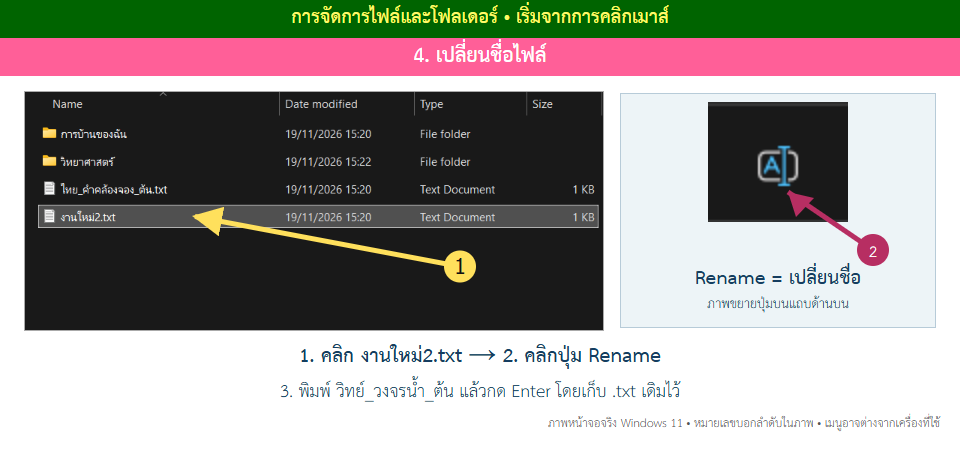 การจัดการไฟล์และโฟลเดอร์ • เริ่มจากการคลิกเมาส์
4. เปลี่ยนชื่อไฟล์
Name Date modified Type Size
การบ้านของฉัน 19/11/2026 15:20 File folder
วิทยาศาสตร์ 19/11/2026 15:22 File folder
ไทย_คำคล้องจอง_ต้น.txt 19/11/2026 15:20 Text Document 1 KB
งานใหม่2.txt 19/11/2026 15:20 Text Document 1 KB
1
A
2
Rename = เปลี่ยนชื่อ
ภาพขยายปุ่มบนแถบด้านบน
1. คลิก งานใหม่2.txt → 2. คลิกปุ่ม Rename
3. พิมพ์ วิทย์_วงจรน้ำ_ต้น แล้วกด Enter โดยเก็บ .txt เดิมไว้
ภาพหน้าจอจริง Windows 11 • หมายเลขบอกลำดับในภาพ • เมนูอาจต่างจากเครื่องที่ใช้